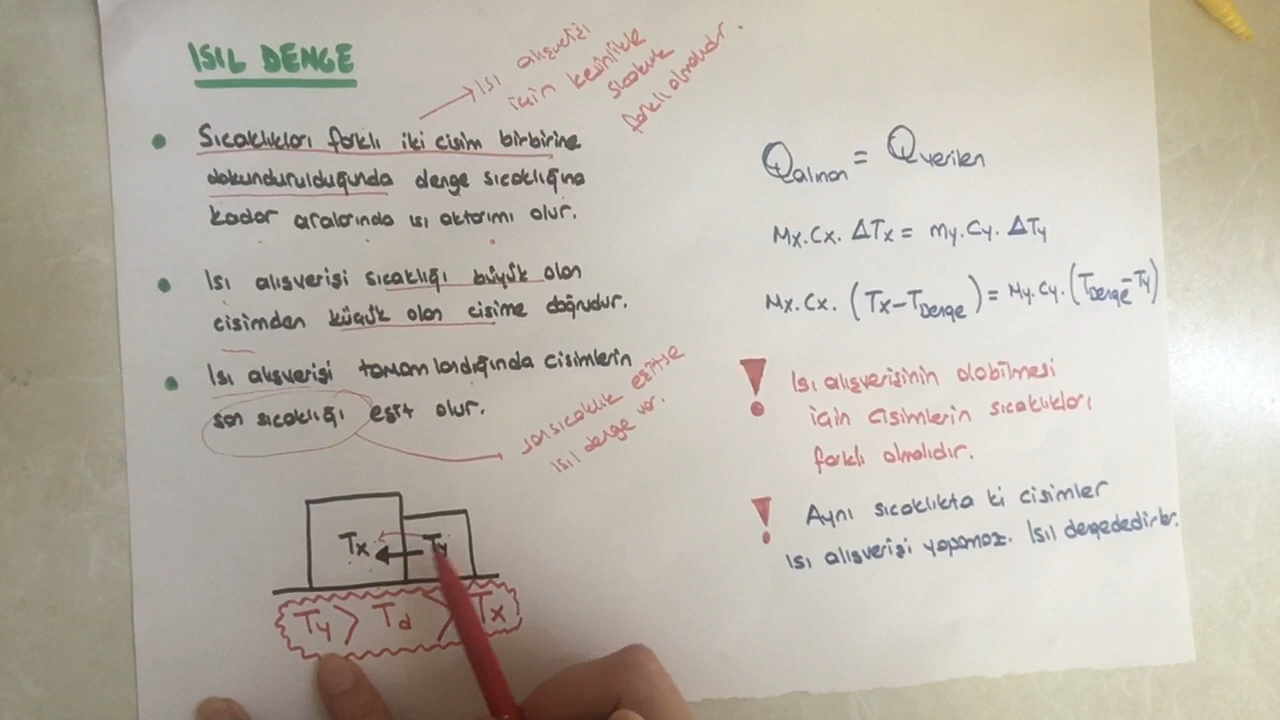 ISIL DENGE
→ Isı alışverişi
için kesinlikle
sıcaklık
farklı olmalıdır.
• Sıcaklıkları farklı iki cisim birbirine
dokundurulduğunda denge sıcaklığına
kadar aralarında ısı aktarımı olur.
• Isı alışverişi sıcaklığı büyük olan
cisimden küçük olan cisime doğrudur.
• Isı alışverişi tamamlandığında cisimlerin
son sıcaklığı eşit olur.
son sıcaklık eşitse
ısıl denge var.
Tx ← Ty
Ty > Td > Tx
Qalınan = Qverilen
Mx.Cx. ΔTx = my.Cy. ΔTy
Mx.Cx. (Tx-TDenge) = My.Cy. (TDenge-Ty)
! Isı alışverişinin olabilmesi
için cisimlerin sıcaklıkları
farklı olmalıdır.
! Aynı sıcaklıkta ki cisimler
ısı alışverişi yapamaz. Isıl dengededirler.